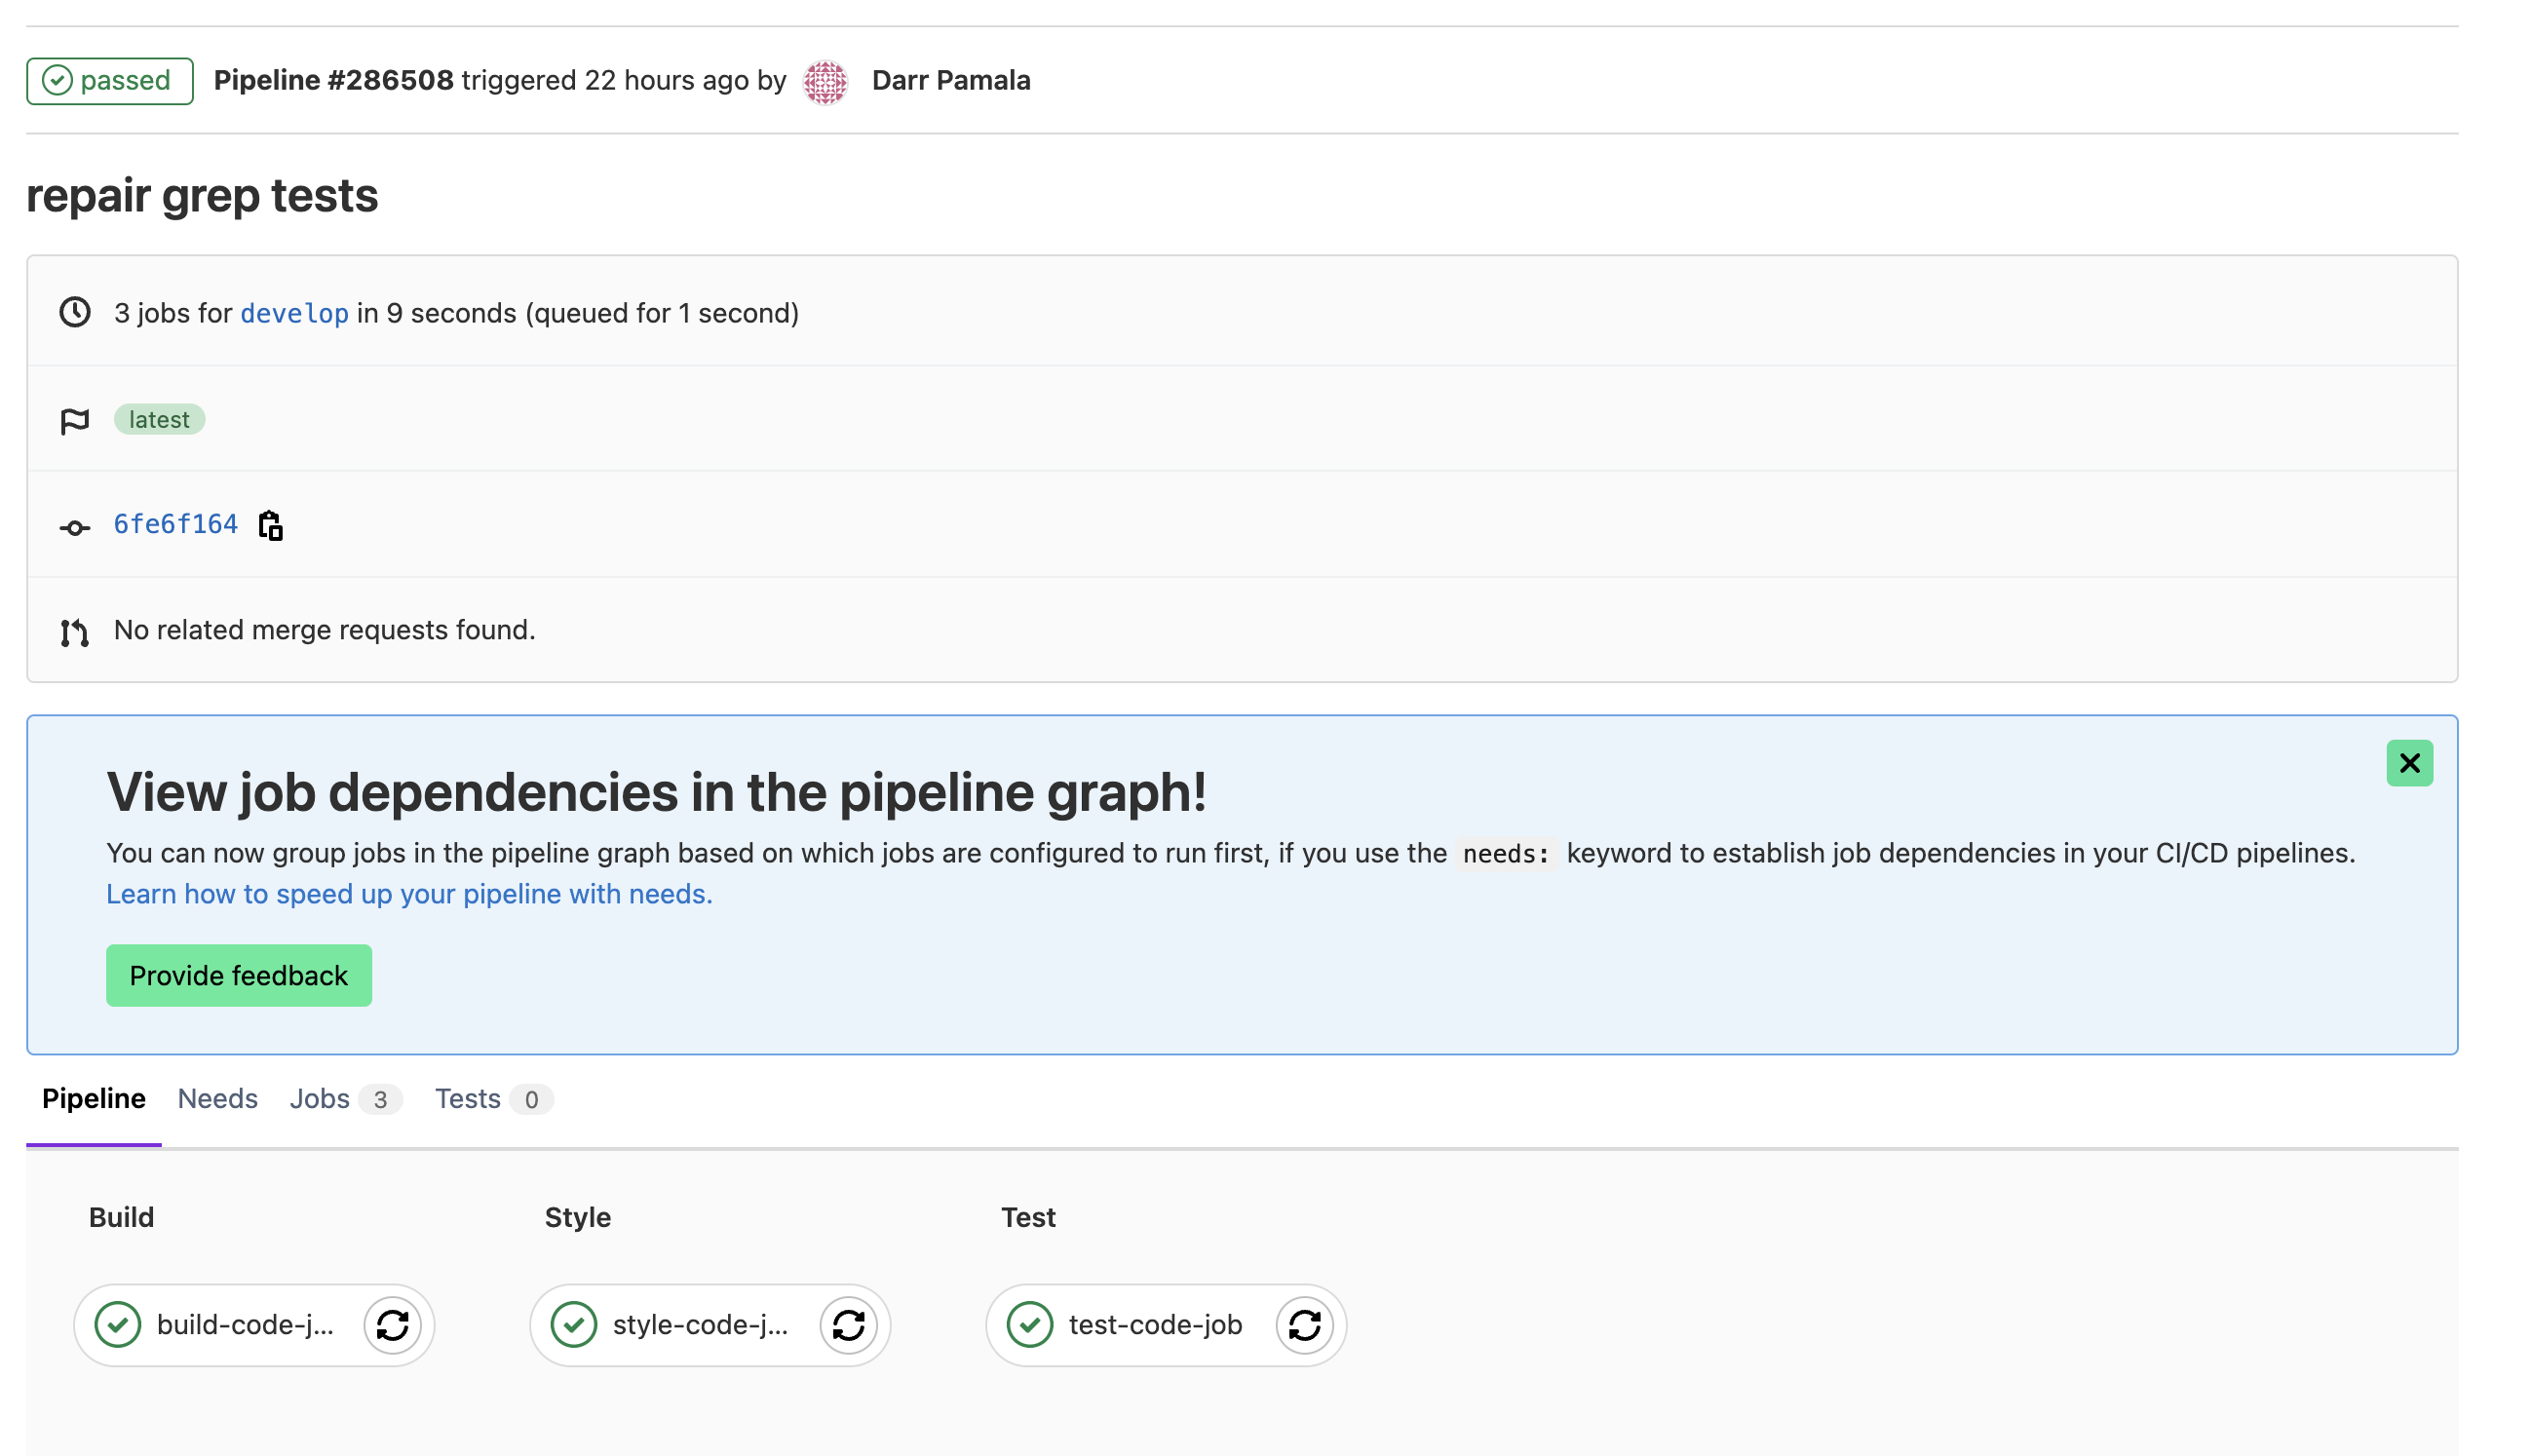 passed Pipeline #286508 triggered 22 hours ago by Darr Pamala
repair grep tests
3 jobs for develop in 9 seconds (queued for 1 second)
latest
6fe6f164
No related merge requests found.
View job dependencies in the pipeline graph!
You can now group jobs in the pipeline graph based on which jobs are configured to run first, if you use the needs: keyword to establish job dependencies in your CI/CD pipelines.
Learn how to speed up your pipeline with needs.
Provide feedback
Pipeline Needs Jobs 3 Tests 0
Build Style Test
build-code-j... style-code-j... test-code-job